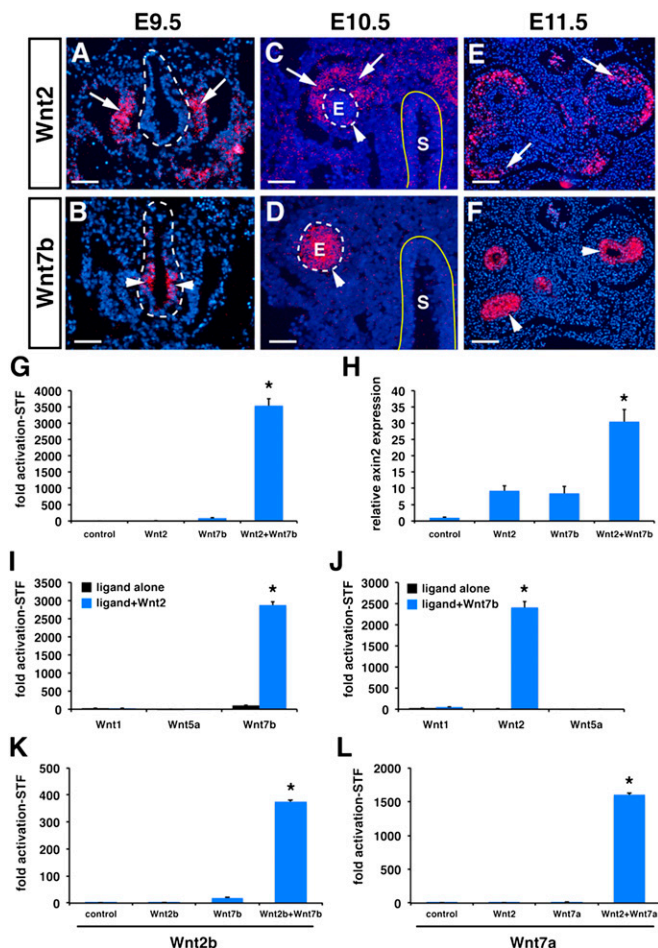 E9.5 E10.5 E11.5
Wnt2
A C E
E
S
Wnt7b
B D F
E
S
G
fold activation-STF
4000
3500
3000
2500
2000
1500
1000
500
0
control Wnt2 Wnt7b Wnt2+Wnt7b
*
H
relative axin2 expression
40
35
30
25
20
15
10
5
0
control Wnt2 Wnt7b Wnt2+Wnt7b
*
I
fold activation-STF
3500
3000
2500
2000
1500
1000
500
0
ligand alone
ligand+Wnt2
*
Wnt1 Wnt5a Wnt7b
J
fold activation-STF
3000
2500
2000
1500
1000
500
0
ligand alone
ligand+Wnt7b
*
Wnt1 Wnt2 Wnt5a
K
fold activation-STF
500
400
300
200
100
0
*
control Wnt2b Wnt7b Wnt2b+Wnt7b
Wnt2b
L
fold activation-STF
2000
1500
1000
500
0
*
control Wnt2 Wnt7a Wnt2+Wnt7a
Wnt7a